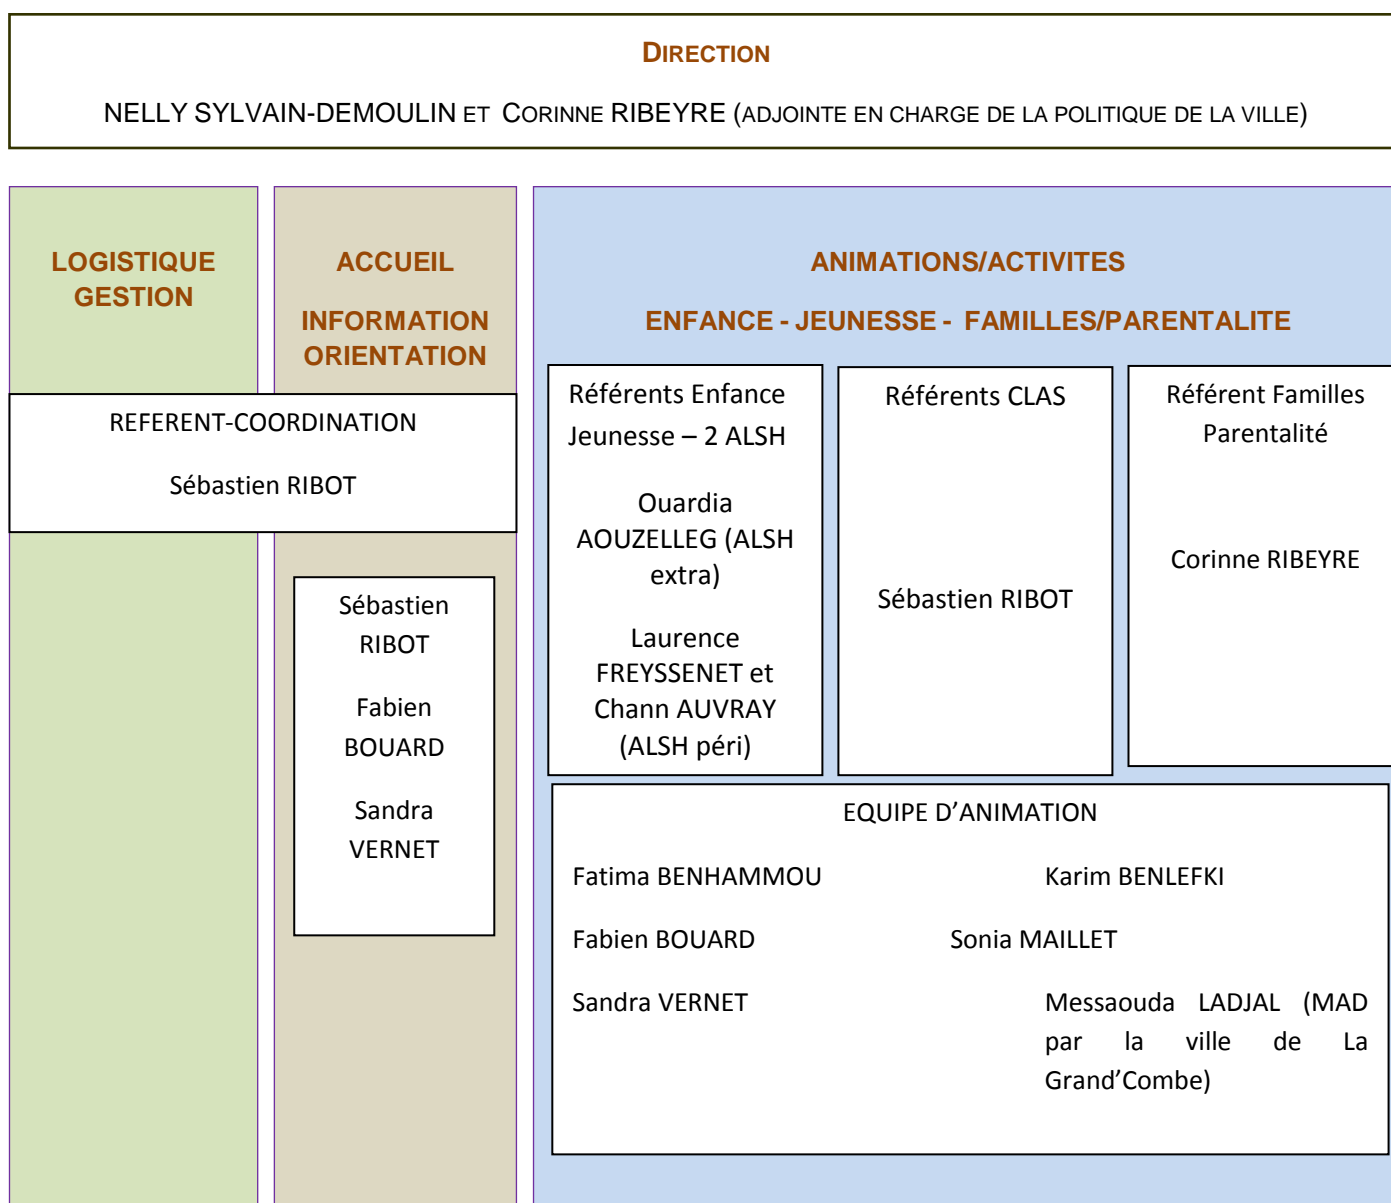 DIRECTION
NELLY SYLVAIN-DEMOULIN ET CORINNE RIBEYRE (ADJOINTE EN CHARGE DE LA POLITIQUE DE LA VILLE)
LOGISTIQUE
GESTION
ACCUEIL
INFORMATION
ORIENTATION
ANIMATIONS/ACTIVITES
ENFANCE - JEUNESSE - FAMILLES/PARENTALITE
REFERENT-COORDINATION
Sébastien RIBOT
Sébastien
RIBOT
Fabien
BOUARD
Sandra
VERNET
Référents Enfance
Jeunesse – 2 ALSH
Ouardia
AOUZELLEG (ALSH
extra)
Laurence
FREYSSENET et
Chann AUVRAY
(ALSH péri)
Référents CLAS
Sébastien RIBOT
Référent Familles
Parentalité
Corinne RIBEYRE
EQUIPE D’ANIMATION
Fatima BENHAMMOU Karim BENLEFKI
Fabien BOUARD Sonia MAILLET
Sandra VERNET Messaouda LADJAL (MAD
par la ville de La
Grand’Combe)